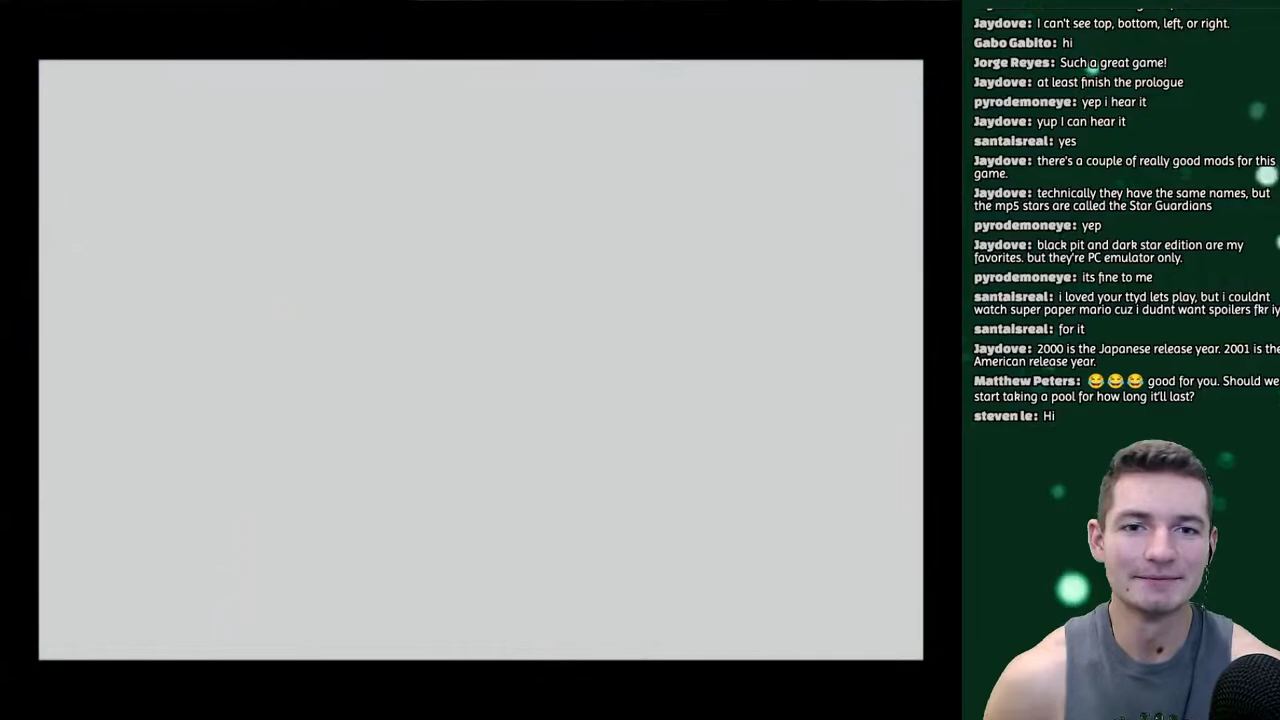 Jaydove: I can't see top, bottom, left, or right.
Gabo Gabito: hi
Jorge Reyes: Such a great game!
Jaydove: at least finish the prologue
pyrodemoneye: yep i hear it
Jaydove: yup I can hear it
santaisreal: yes
Jaydove: there's a couple of really good mods for this
game.
Jaydove: technically they have the same names, but
the mp5 stars are called the Star Guardians
pyrodemoneye: yep
Jaydove: black pit and dark star edition are my
favorites. but they're PC emulator only.
pyrodemoneye: its fine to me
santaisreal: i loved your ttyd lets play, but i couldnt
watch super paper mario cuz i dudnt want spoilers fkr iy
santaisreal: for it
Jaydove: 2000 is the Japanese release year. 2001 is the
American release year.
Matthew Peters: 😂 😂 😂 good for you. Should we
start taking a pool for how long it'll last?
steven le: Hi